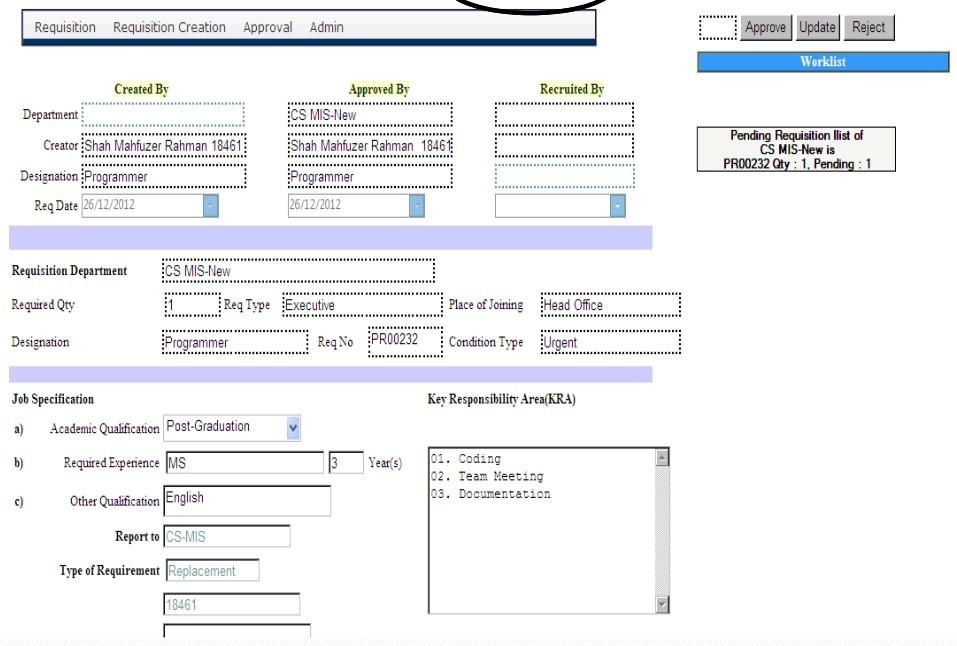 Requisition Requisition Creation Approval Admin
Approve Update Reject
Worklist
Created By Approved By Recruited By
Department CS MIS-New
Creator Shah Mahfuzer Rahman 18461 Shah Mahfuzer Rahman 18461
Designation Programmer Programmer
Req Date 26/12/2012 26/12/2012
Pending Requisition llist of
CS MIS-New is
PR00232 Qty : 1, Pending : 1
Requisition Department CS MIS-New
Required Qty 1 Req Type Executive Place of Joining Head Office
Designation Programmer Req No PR00232 Condition Type Urgent
Job Specification Key Responsibility Area(KRA)
a) Academic Qualification Post-Graduation
b) Required Experience MS 3 Year(s)
c) Other Qualification English
Report to CS-MIS
Type of Requirement Replacement
18461
01. Coding
02. Team Meeting
03. Documentation